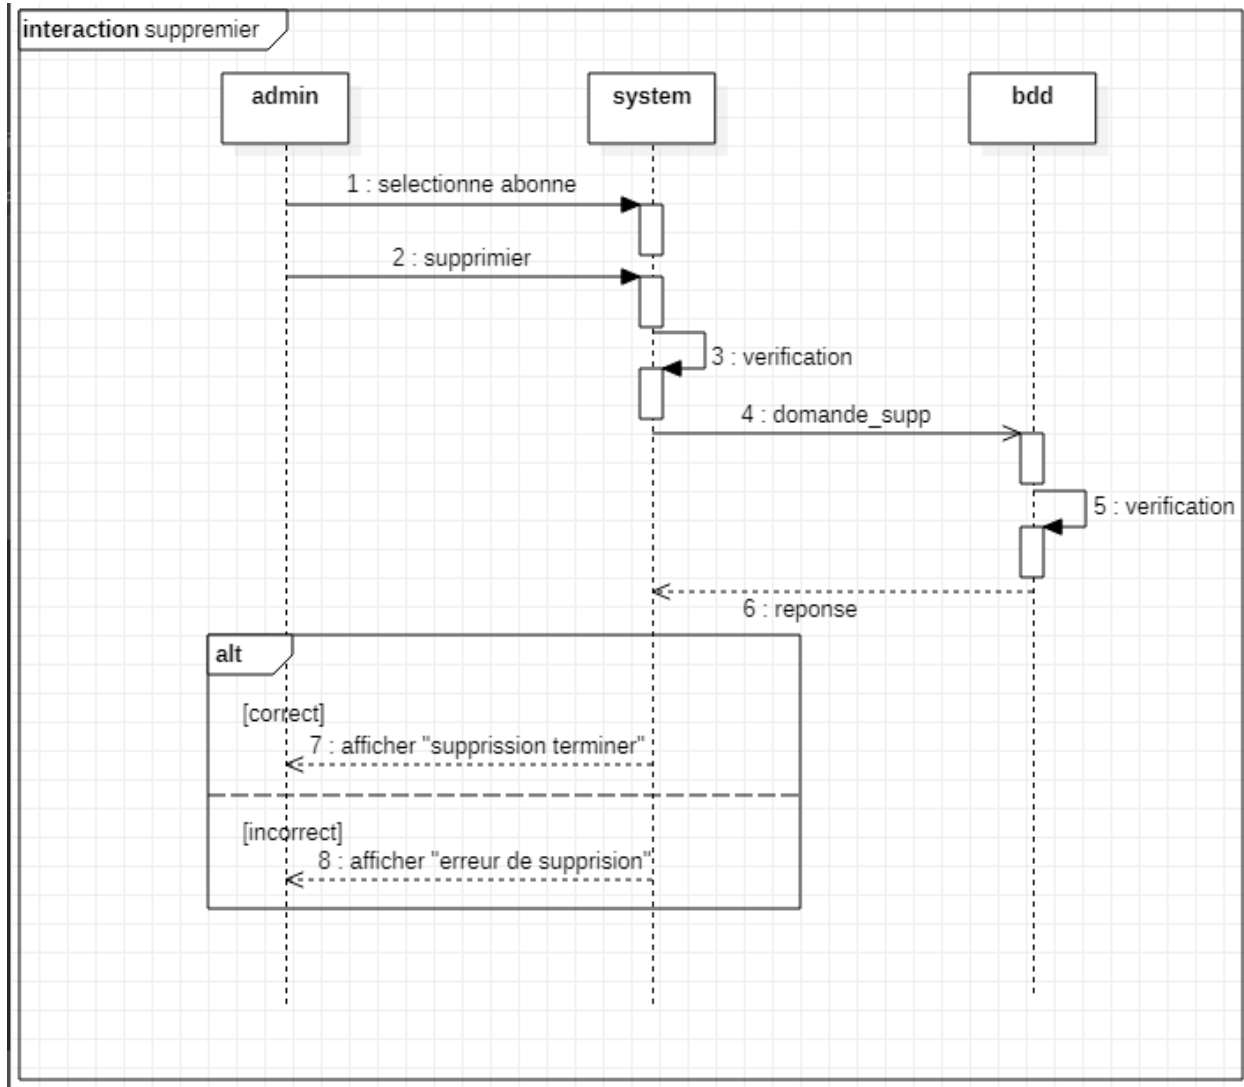 interaction suppremier
admin
system
bdd
1 : selectionne abonne
2 : supprimier
3 : verification
4 : domande_supp
5 : verification
6 : reponse
alt
[correct]
7 : afficher "supprission terminer"
[incorrect]
8 : afficher "erreur de supprision"